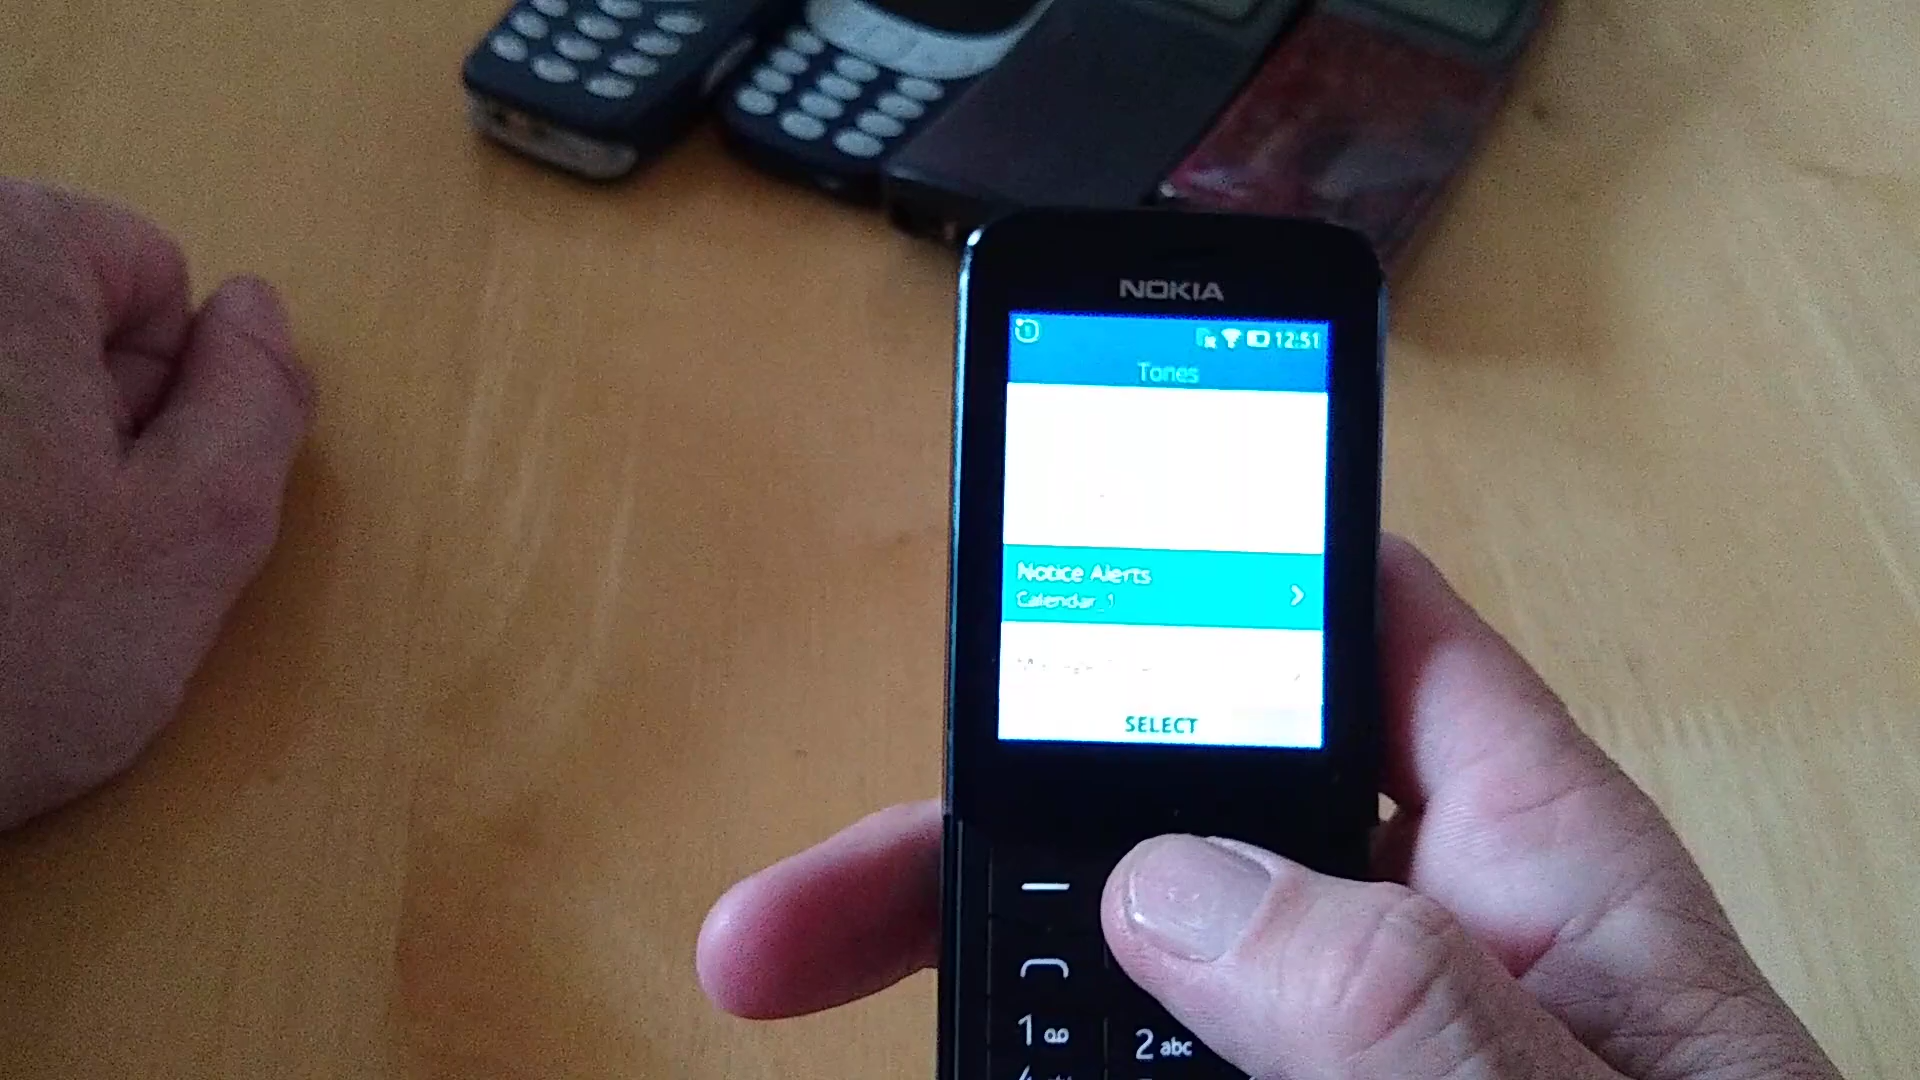 NOKIA
12:51
Tones
Notice Alerts
Calendar_1
SELECT
1
2 abc